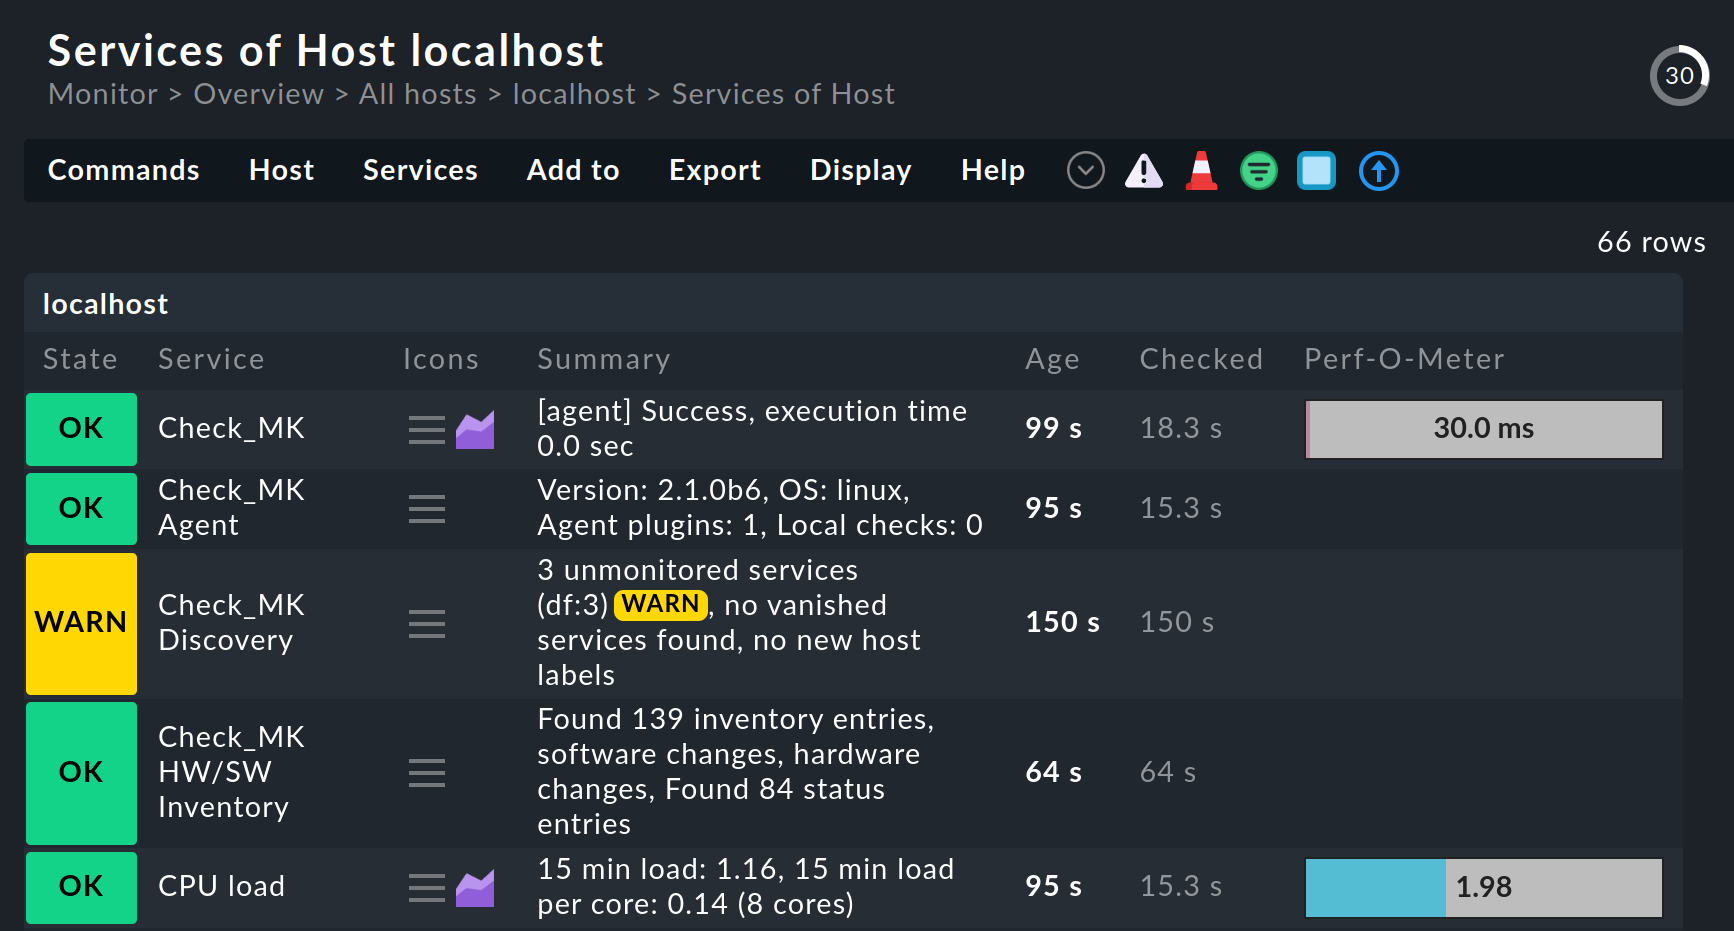 Services of Host localhost
Monitor > Overview > All hosts > localhost > Services of Host
30
Commands Host Services Add to Export Display Help
66 rows
localhost
State Service Icons Summary Age Checked Perf-O-Meter
OK Check_MK [agent] Success, execution time
0.0 sec 99 s 18.3 s 30.0 ms
OK Check_MK
Agent Version: 2.1.0b6, OS: linux,
Agent plugins: 1, Local checks: 0 95 s 15.3 s
WARN Check_MK
Discovery 3 unmonitored services
(df:3) WARN, no vanished
services found, no new host
labels 150 s 150 s
OK Check_MK
HW/SW
Inventory Found 139 inventory entries,
software changes, hardware
changes, Found 84 status
entries 64 s 64 s
OK CPU load 15 min load: 1.16, 15 min load
per core: 0.14 (8 cores) 95 s 15.3 s 1.98